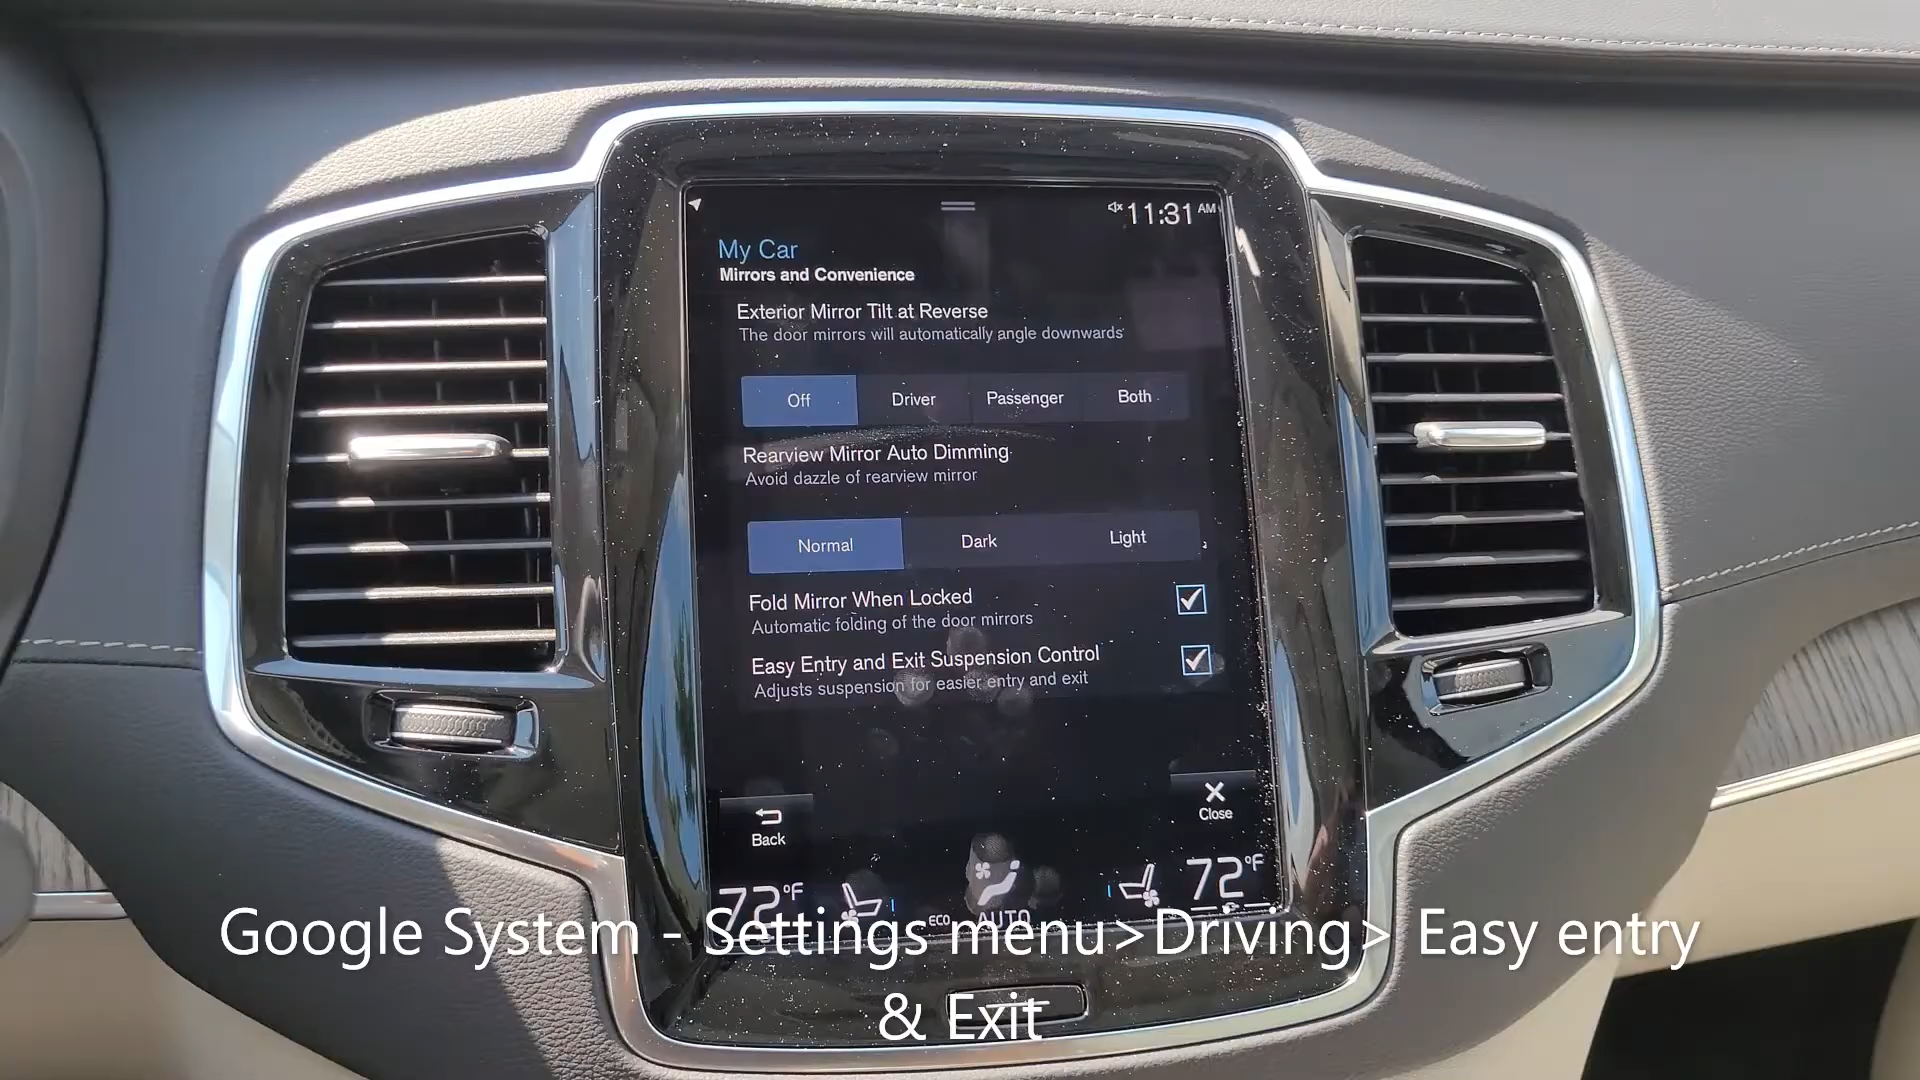 11:31 AM
My Car
Mirrors and Convenience
Exterior Mirror Tilt at Reverse
The door mirrors will automatically angle downwards
Off Driver Passenger Both
Rearview Mirror Auto Dimming
Avoid dazzle of rearview mirror
Normal Dark Light
Fold Mirror When Locked
Automatic folding of the door mirrors
Easy Entry and Exit Suspension Control
Adjusts suspension for easier entry and exit
Back
Close
72°F
ECO
AUTO
72°F
Google System - Settings menu>Driving> Easy entry
& Exit